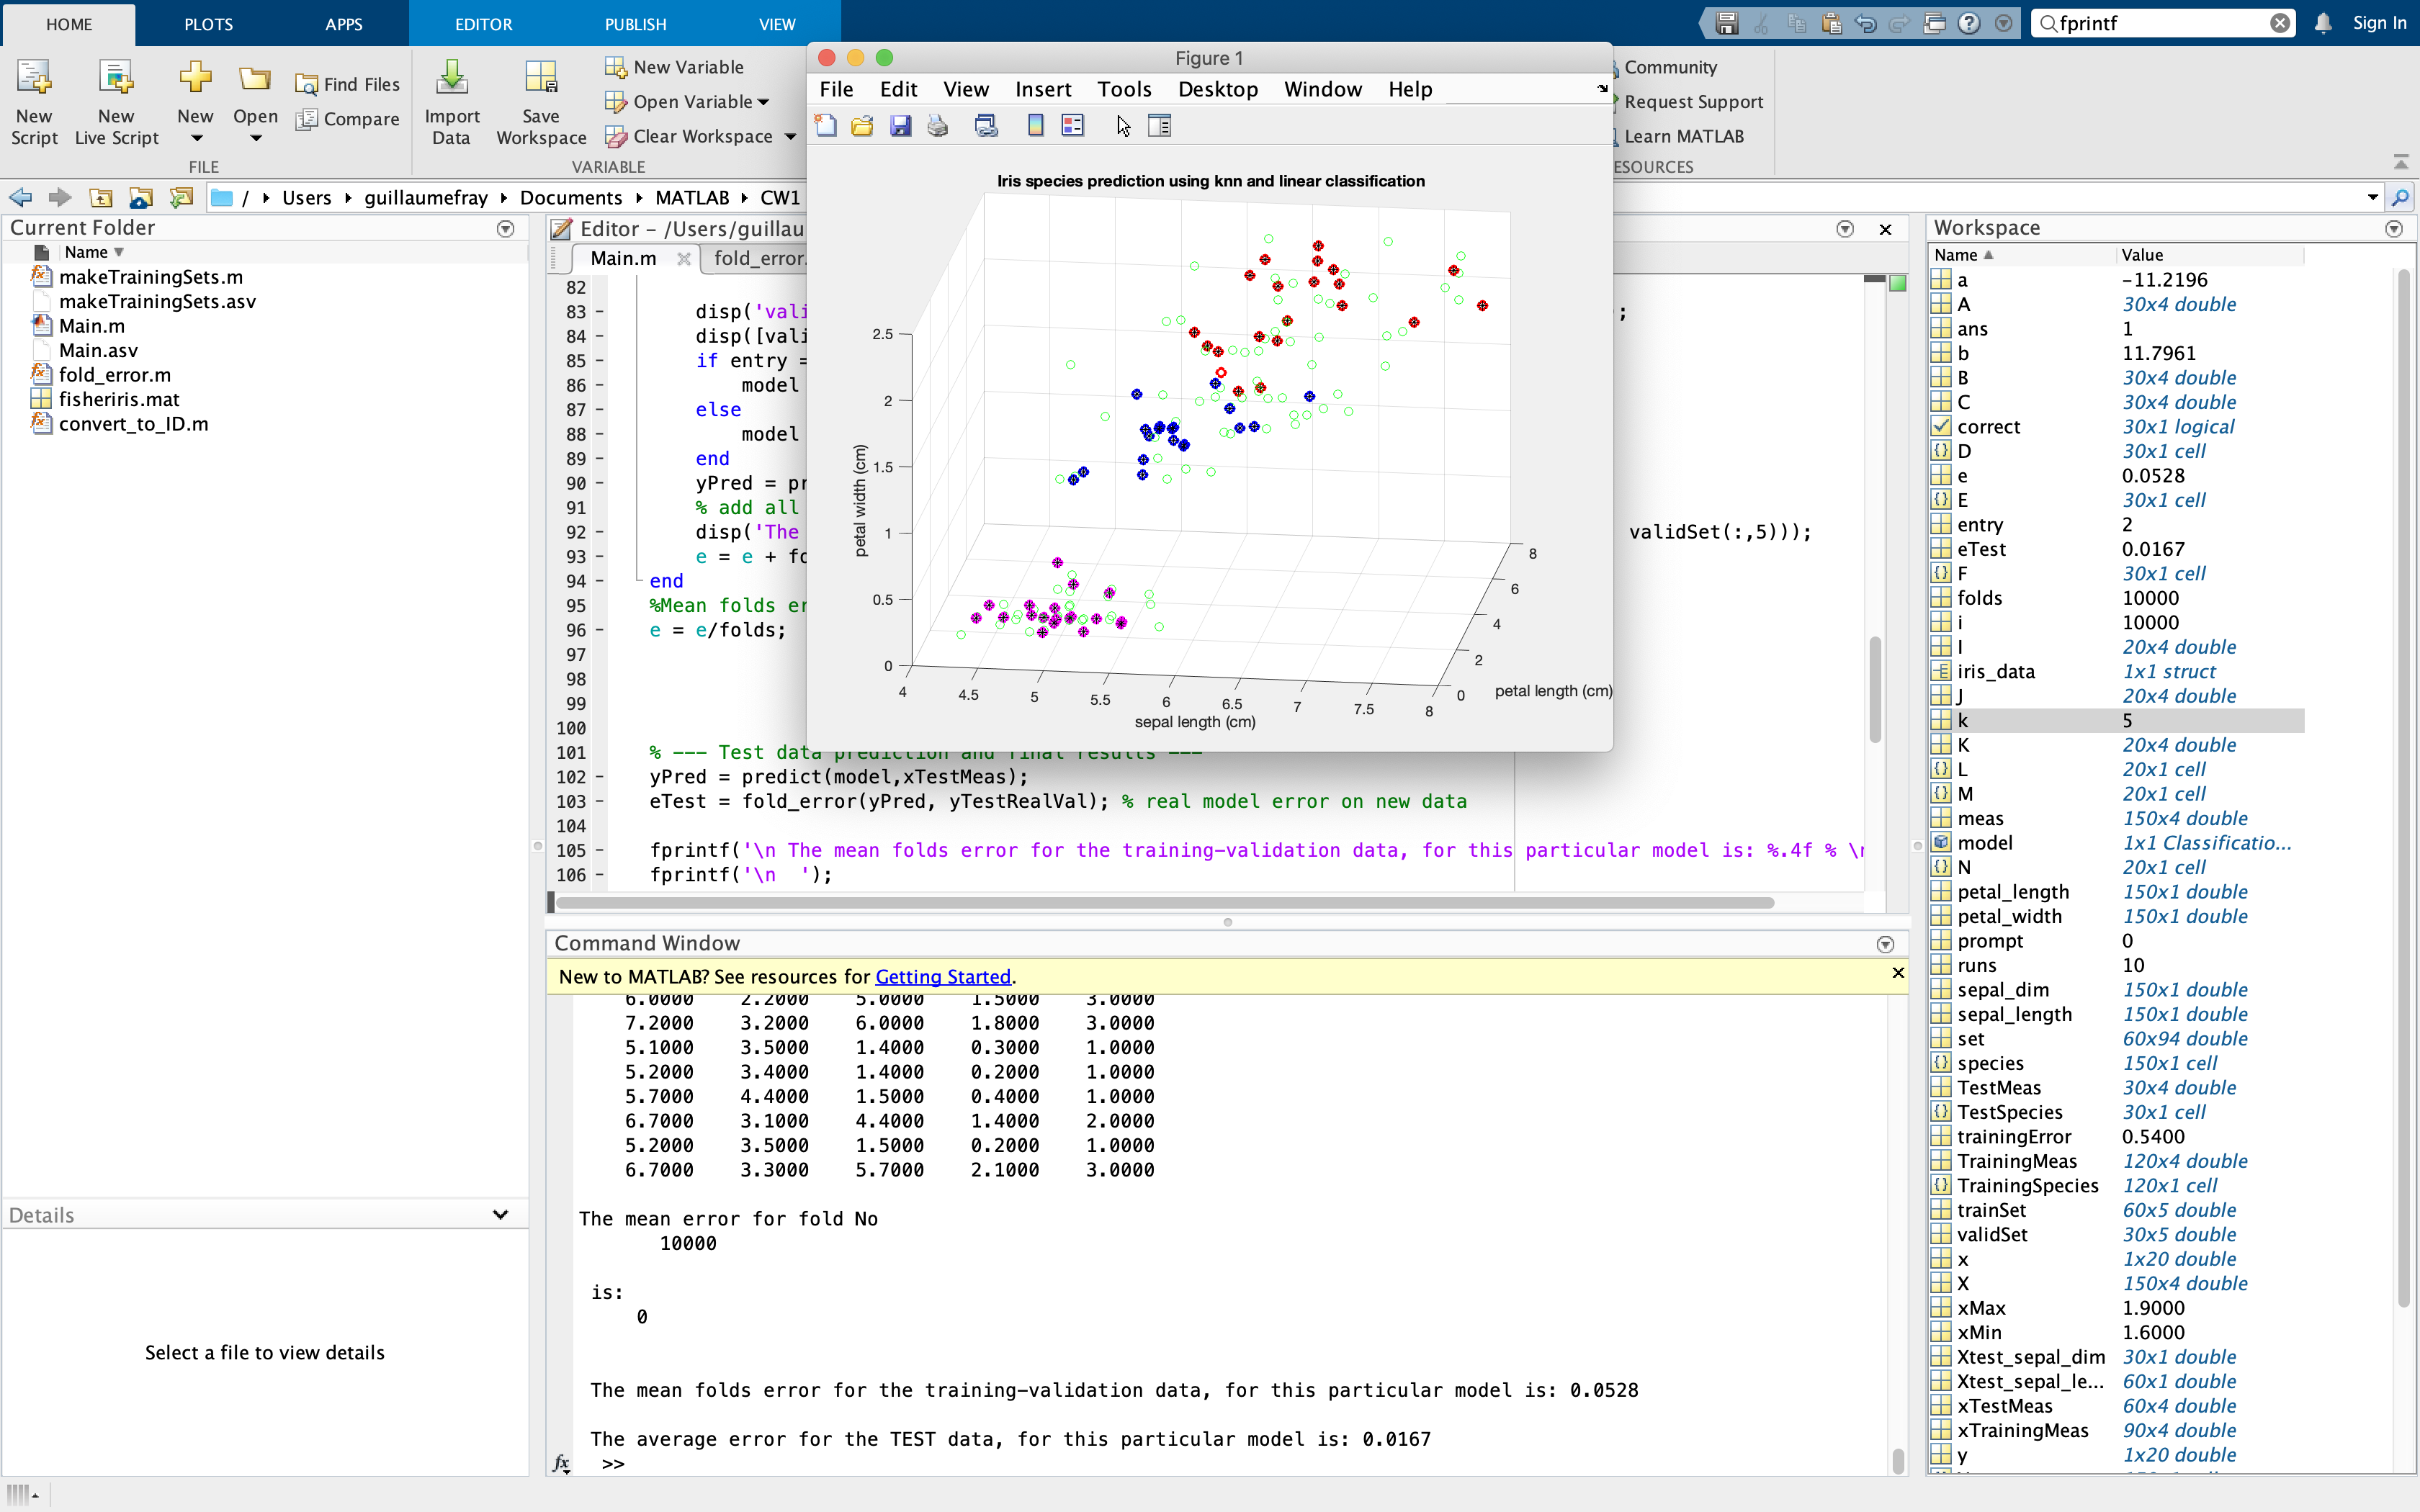 HOME PLOTS APPS EDITOR PUBLISH VIEW
fprintf
Sign In
New Script
New Live Script
New
Open
Find Files
Compare
FILE
Import Data
Save Workspace
New Variable
Open Variable
Clear Workspace
VARIABLE
Community
Request Support
Learn MATLAB
ESOURCES
/ Users guillaumefray Documents MATLAB CW1
Current Folder
Name
makeTrainingSets.m
makeTrainingSets.asv
Main.m
Main.asv
fold_error.m
fisheriris.mat
convert_to_ID.m
Details
Select a file to view details
Figure 1
File Edit View Insert Tools Desktop Window Help
Iris species prediction using knn and linear classification
petal width (cm)
2.5
2
1.5
1
0.5
0
4 4.5 5 5.5 6 6.5 7 7.5 8
sepal length (cm)
0 2 4 6 8
petal length (cm)
Editor – /Users/guillau
Main.m fold_error.
82
83 disp('vali ;
84 disp([vali
85 if entry =
86 model
87 else
88 model
89 end
90 yPred = pr
91 % add all
92 disp('The validSet(:,5)));
93 e = e + fo
94 end
95 %Mean folds er
96 e = e/folds;
97
98
99
100
101 % --- Test data prediction and final results ---
102 yPred = predict(model,xTestMeas);
103 eTest = fold_error(yPred, yTestRealVal); % real model error on new data
104
105 fprintf('\n The mean folds error for the training-validation data, for this particular model is: %.4f % \n
106 fprintf('\n  ');
Command Window
New to MATLAB? See resources for Getting Started.
6.0000 2.2000 5.0000 1.5000 3.0000
7.2000 3.2000 6.0000 1.8000 3.0000
5.1000 3.5000 1.4000 0.3000 1.0000
5.2000 3.4000 1.4000 0.2000 1.0000
5.7000 4.4000 1.5000 0.4000 1.0000
6.7000 3.1000 4.4000 1.4000 2.0000
5.2000 3.5000 1.5000 0.2000 1.0000
6.7000 3.3000 5.7000 2.1000 3.0000
The mean error for fold No
10000
is:
0
The mean folds error for the training-validation data, for this particular model is: 0.0528
The average error for the TEST data, for this particular model is: 0.0167
fx >>
Workspace
Name Value
a -11.2196
A 30x4 double
ans 1
b 11.7961
B 30x4 double
C 30x4 double
correct 30x1 logical
D 30x1 cell
e 0.0528
E 30x1 cell
entry 2
eTest 0.0167
F 30x1 cell
folds 10000
i 10000
I 20x4 double
iris_data 1x1 struct
J 20x4 double
k 5
K 20x4 double
L 20x1 cell
M 20x1 cell
meas 150x4 double
model 1x1 Classificatio...
N 20x1 cell
petal_length 150x1 double
petal_width 150x1 double
prompt 0
runs 10
sepal_dim 150x1 double
sepal_length 150x1 double
set 60x94 double
species 150x1 cell
TestMeas 30x4 double
TestSpecies 30x1 cell
trainingError 0.5400
TrainingMeas 120x4 double
TrainingSpecies 120x1 cell
trainSet 60x5 double
validSet 30x5 double
x 1x20 double
X 150x4 double
xMax 1.9000
xMin 1.6000
Xtest_sepal_dim 30x1 double
Xtest_sepal_le... 60x1 double
xTestMeas 60x4 double
xTrainingMeas 90x4 double
y 1x20 double